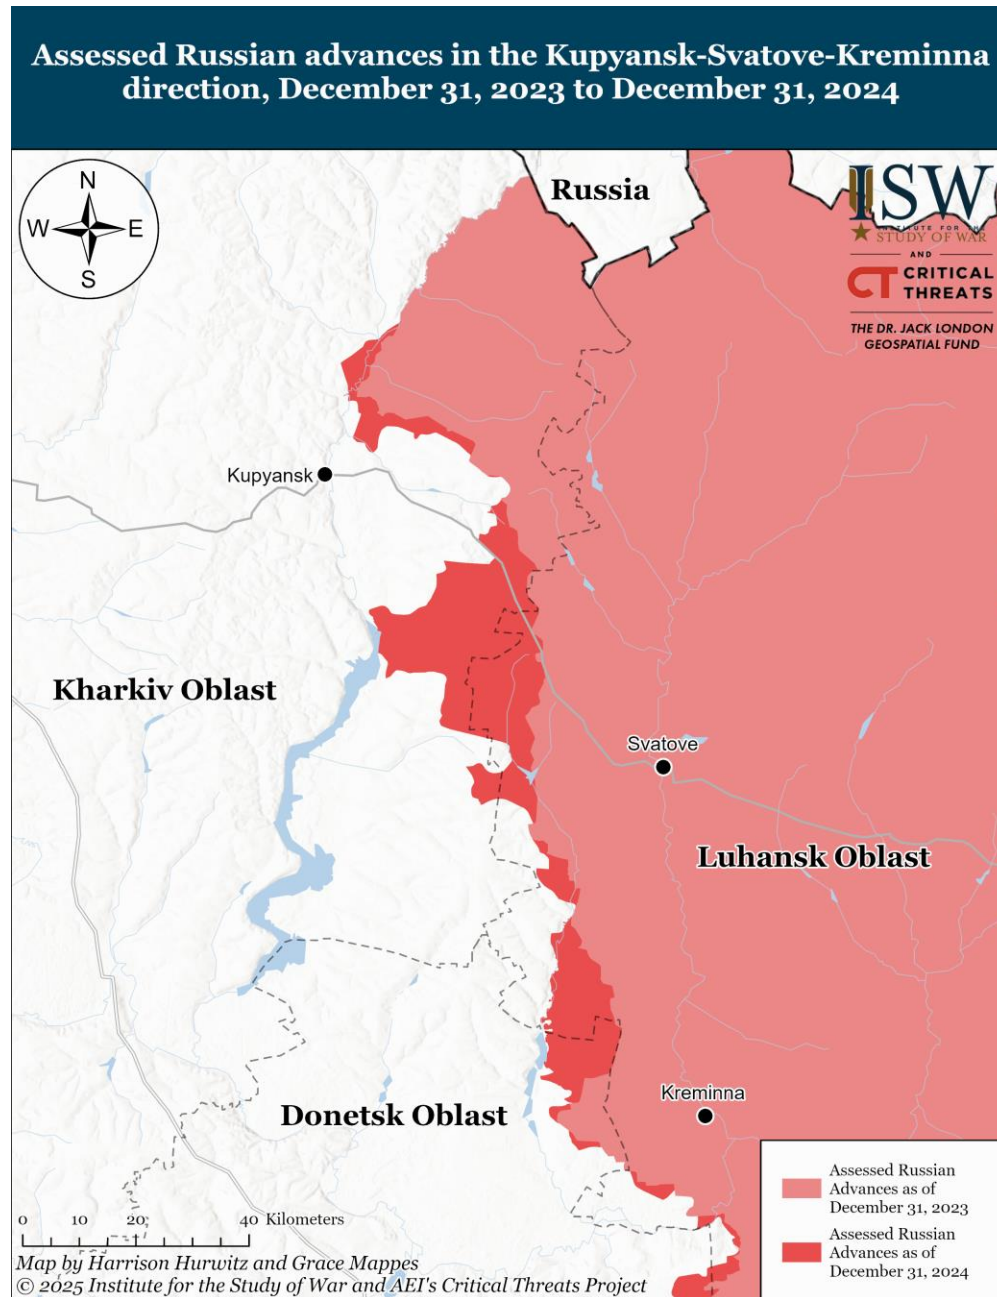 Assessed Russian advances in the Kupyansk-Svatove-Kreminna
direction, December 31, 2023 to December 31, 2024
N
W
E
S
Russia
ISW
INSTITUTE FOR THE
STUDY OF WAR
AND
CT CRITICAL
THREATS
THE DR. JACK LONDON
GEOSPATIAL FUND
Kupyansk
Kharkiv Oblast
Svatove
Luhansk Oblast
Kreminna
Donetsk Oblast
Assessed Russian
Advances as of
December 31, 2023
Assessed Russian
Advances as of
December 31, 2024
0 10 20 40 Kilometers
Map by Harrison Hurwitz and Grace Mappes
© 2025 Institute for the Study of War and AEI's Critical Threats Project